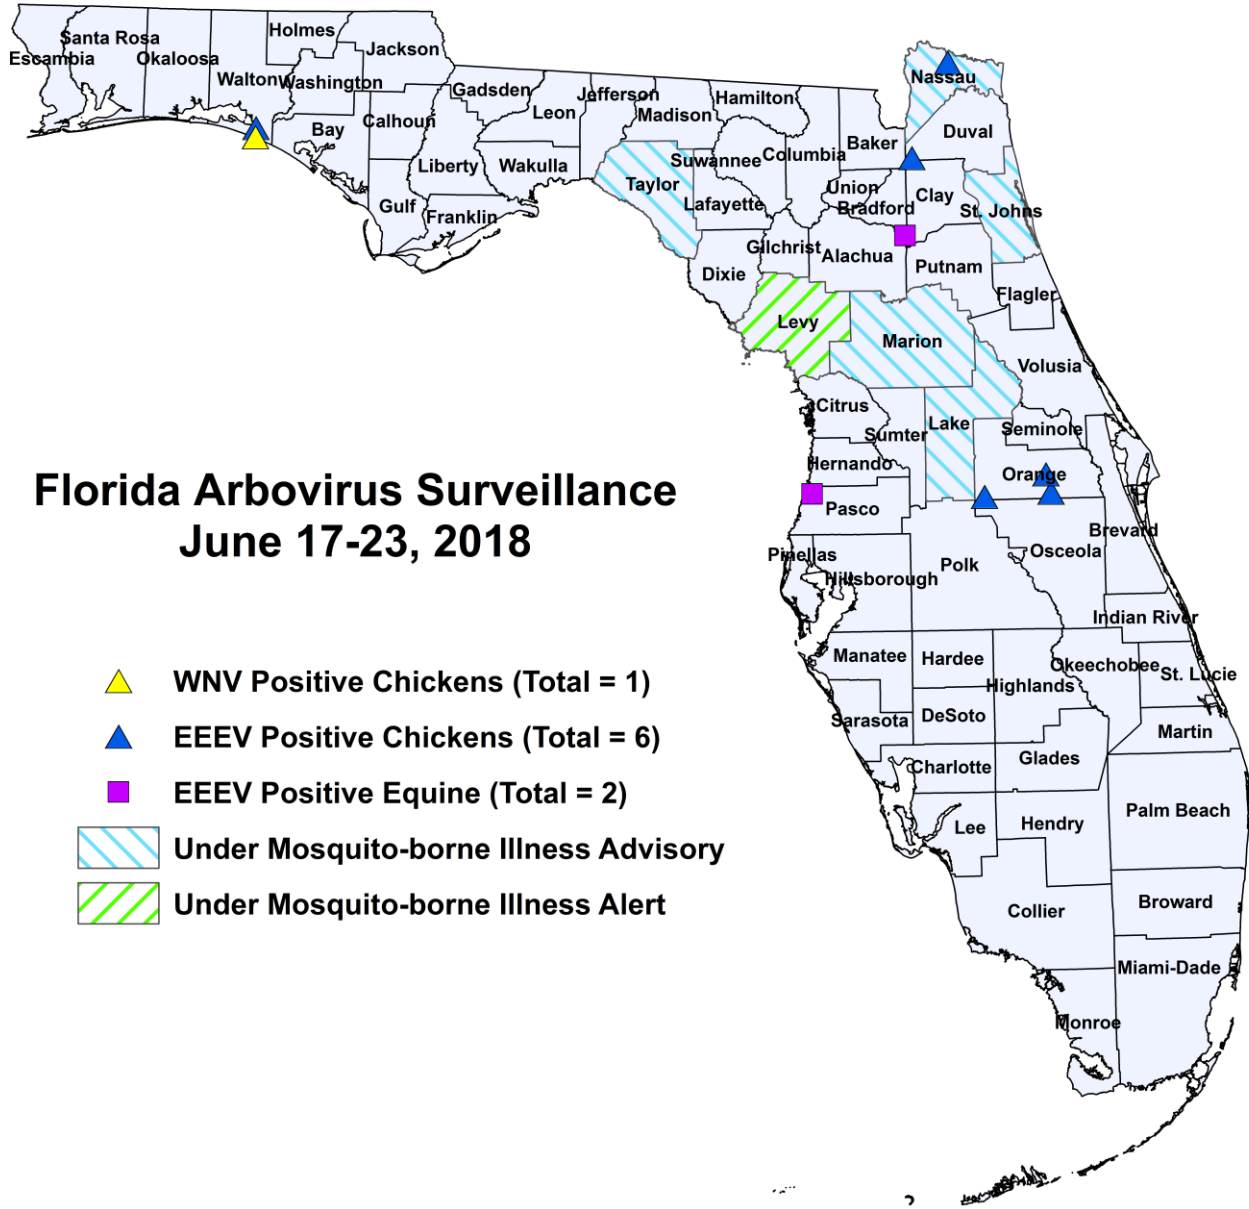 Holmes
Santa Rosa
Jackson
Escambia
Okaloosa
Walton
Washington
Nassau
Gadsden
Jefferson
Hamilton
Leon
Madison
Calhoun
Bay
Duval
Baker
Suwannee
Columbia
Liberty
Wakulla
Taylor
Union
Clay
Lafayette
Bradford
St. Johns
Gulf
Franklin
Gilchrist
Alachua
Putnam
Dixie
Flagler
Levy
Marion
Volusia
Citrus
Lake
Seminole
Sumter
Hernando
Orange
Florida Arbovirus Surveillance
June 17-23, 2018
Pasco
Brevard
Osceola
Pinellas
Polk
Hillsborough
Indian River
Manatee
Hardee
Okeechobee
St. Lucie
Highlands
WNV Positive Chickens (Total = 1)
Sarasota
DeSoto
Martin
EEEV Positive Chickens (Total = 6)
Glades
Charlotte
EEEV Positive Equine (Total = 2)
Palm Beach
Lee
Hendry
Under Mosquito-borne Illness Advisory
Under Mosquito-borne Illness Alert
Collier
Broward
Miami-Dade
Monroe